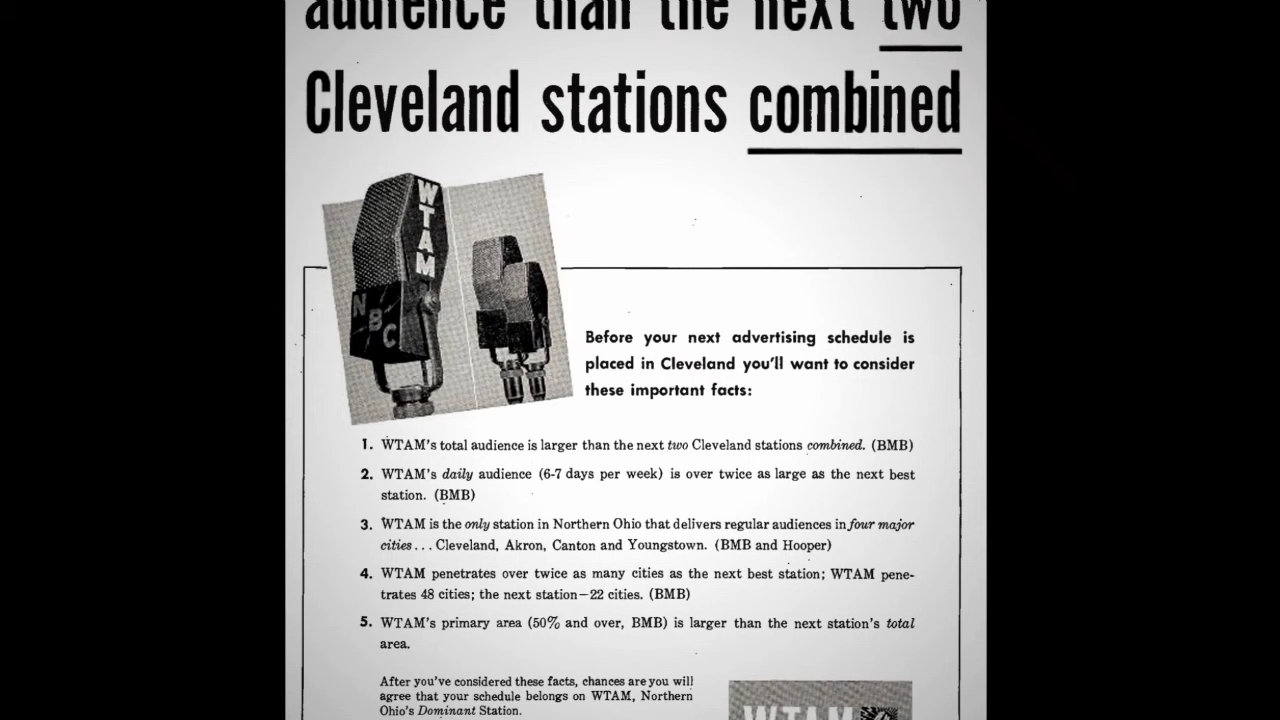 audience than the next two
Cleveland stations combined
WTAM
NBC
Before your next advertising schedule is
placed in Cleveland you'll want to consider
these important facts:
1. WTAM's total audience is larger than the next two Cleveland stations combined. (BMB)
2. WTAM's daily audience (6-7 days per week) is over twice as large as the next best
station. (BMB)
3. WTAM is the only station in Northern Ohio that delivers regular audiences in four major
cities... Cleveland, Akron, Canton and Youngstown. (BMB and Hooper)
4. WTAM penetrates over twice as many cities as the next best station; WTAM pene-
trates 48 cities; the next station—22 cities. (BMB)
5. WTAM's primary area (50% and over, BMB) is larger than the next station's total
area.
After you've considered these facts, chances are you will
agree that your schedule belongs on WTAM, Northern
Ohio's Dominant Station.
WTAM